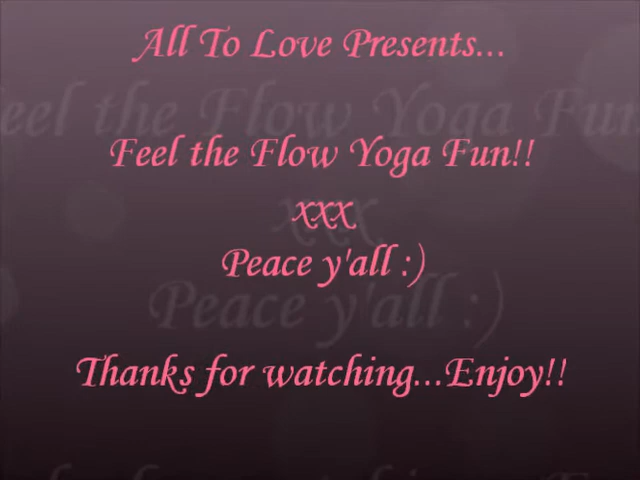 All To Love Presents...
Feel the Flow Yoga Fun!!
xxx
Peace y'all :)
Thanks for watching...Enjoy!!